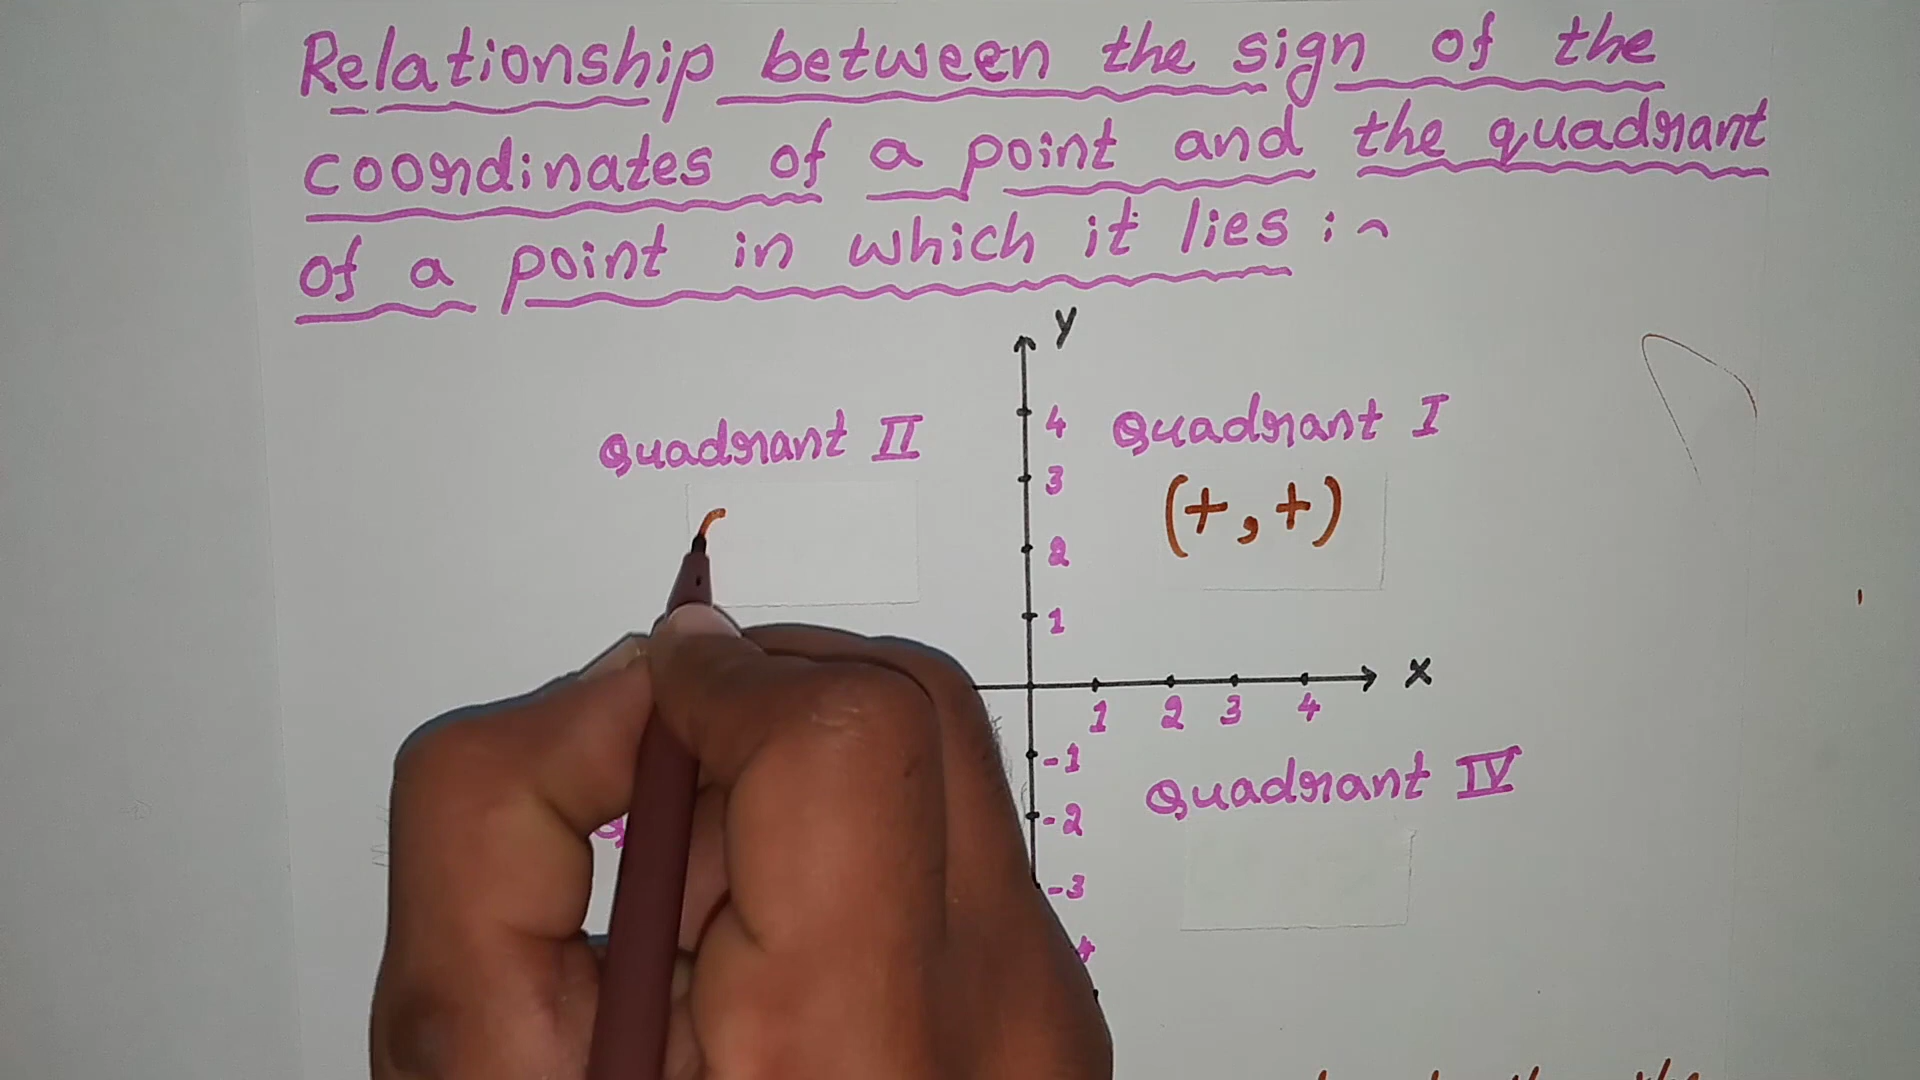 Relationship between the sign of the
coordinates of a point and the quadrant
of a point in which it lies :~
y
Quadrant II
4
Quadrant I
3
(+,+)
(
2
1
x
1 2 3 4
-1
Quadrant IV
-2
-3